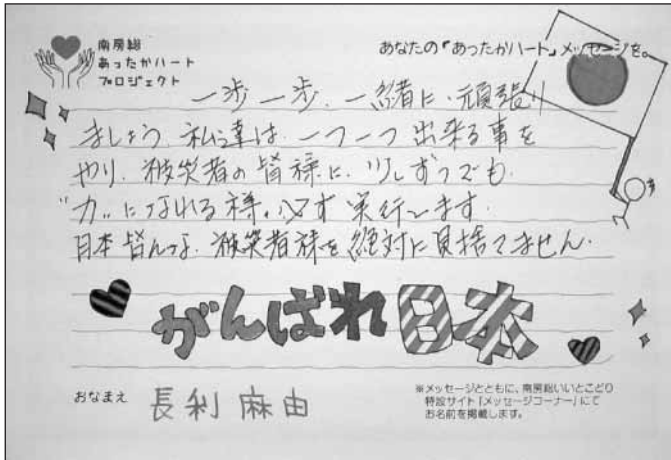 南房総
あったかハート
プロジェクト
あなたの「あったかハート」メッセージを。
一歩一歩、一緒に、頑張り
ましょう。私達は、一つ一つ出来る事を
やり、被災者の皆様に、少しずつでも、
"力"になれる様。必ず実行します。
日本皆んな、被災者様を絶対に見捨てません。
がんばれ日本
おなまえ 長利麻由
※メッセージとともに、南房総いいとこどり
特設サイト「メッセージコーナー」にて
お名前を掲載します。